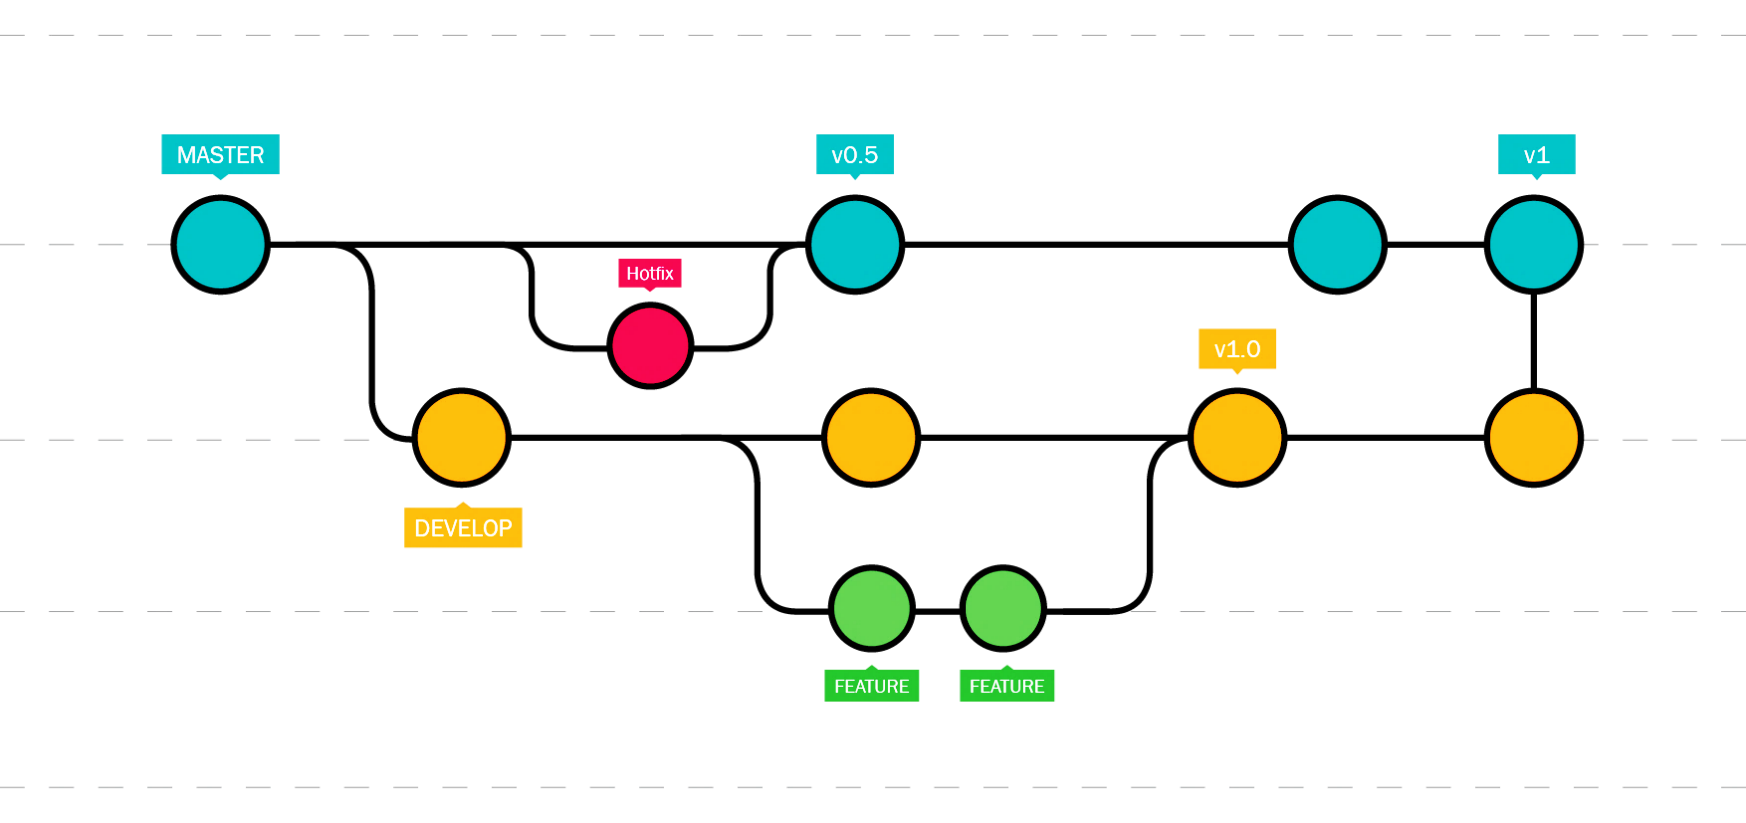 MASTER
v0.5
v1
Hotfix
v1.0
DEVELOP
FEATURE
FEATURE